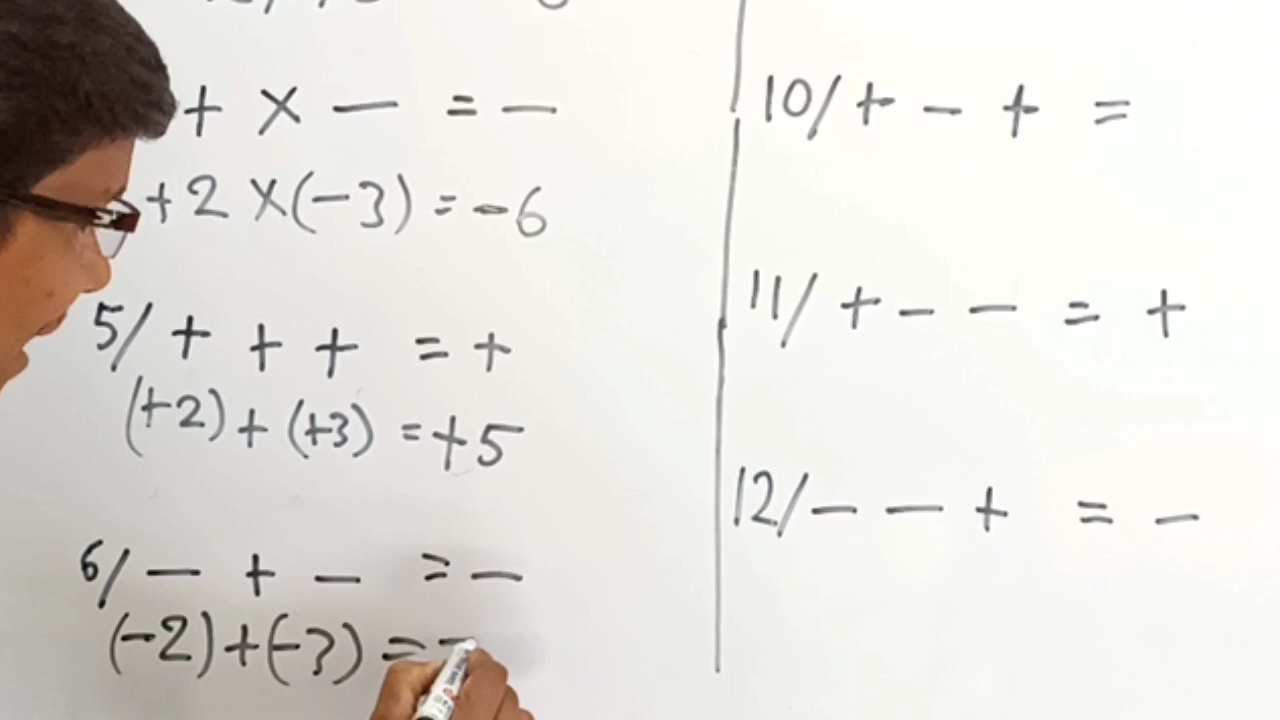 + × — = —
+2 ×(-3) = -6
5/ + + + = +
(+2) + (+3) = +5
6/ — + — = —
(-2)+(-3) = -
10/ + - + =
11/ + - - = +
12/ - - + = -